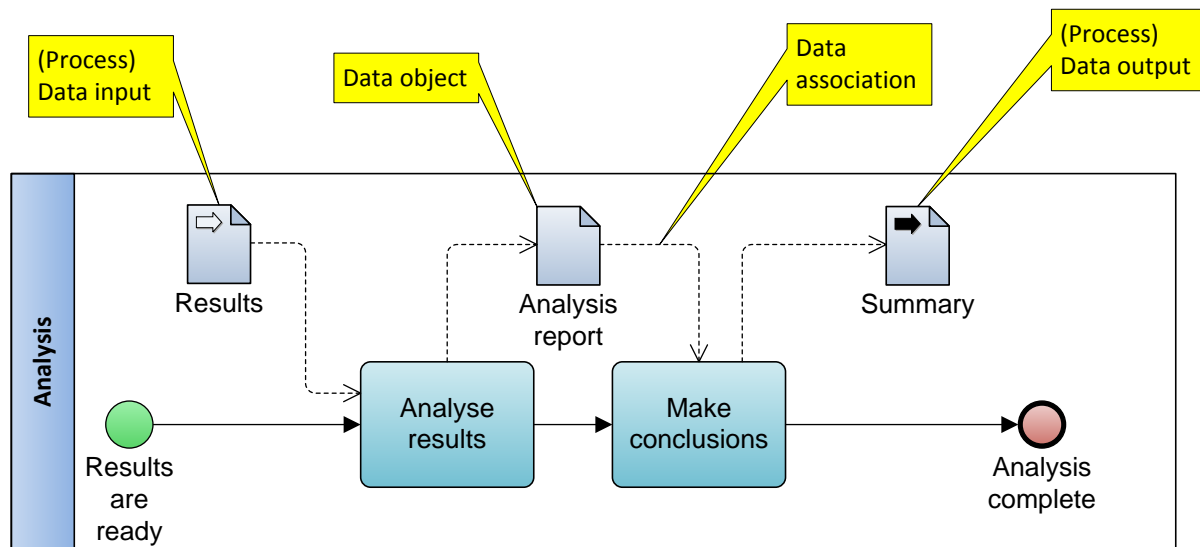 (Process)
Data input
Data object
Data
association
(Process)
Data output
Analysis
Results
Analysis
report
Summary
Analyse
results
Make
conclusions
Results
are
ready
Analysis
complete